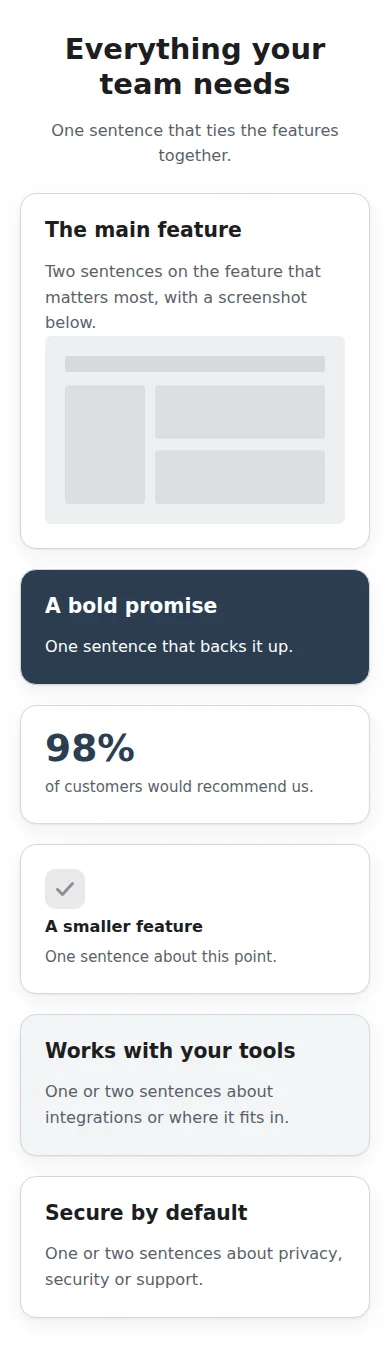 Everything your
team needs
One sentence that ties the features
together.
The main feature
Two sentences on the feature that
matters most, with a screenshot
below.
A bold promise
One sentence that backs it up.
98%
of customers would recommend us.
A smaller feature
One sentence about this point.
Works with your tools
One or two sentences about
integrations or where it fits in.
Secure by default
One or two sentences about privacy,
security or support.